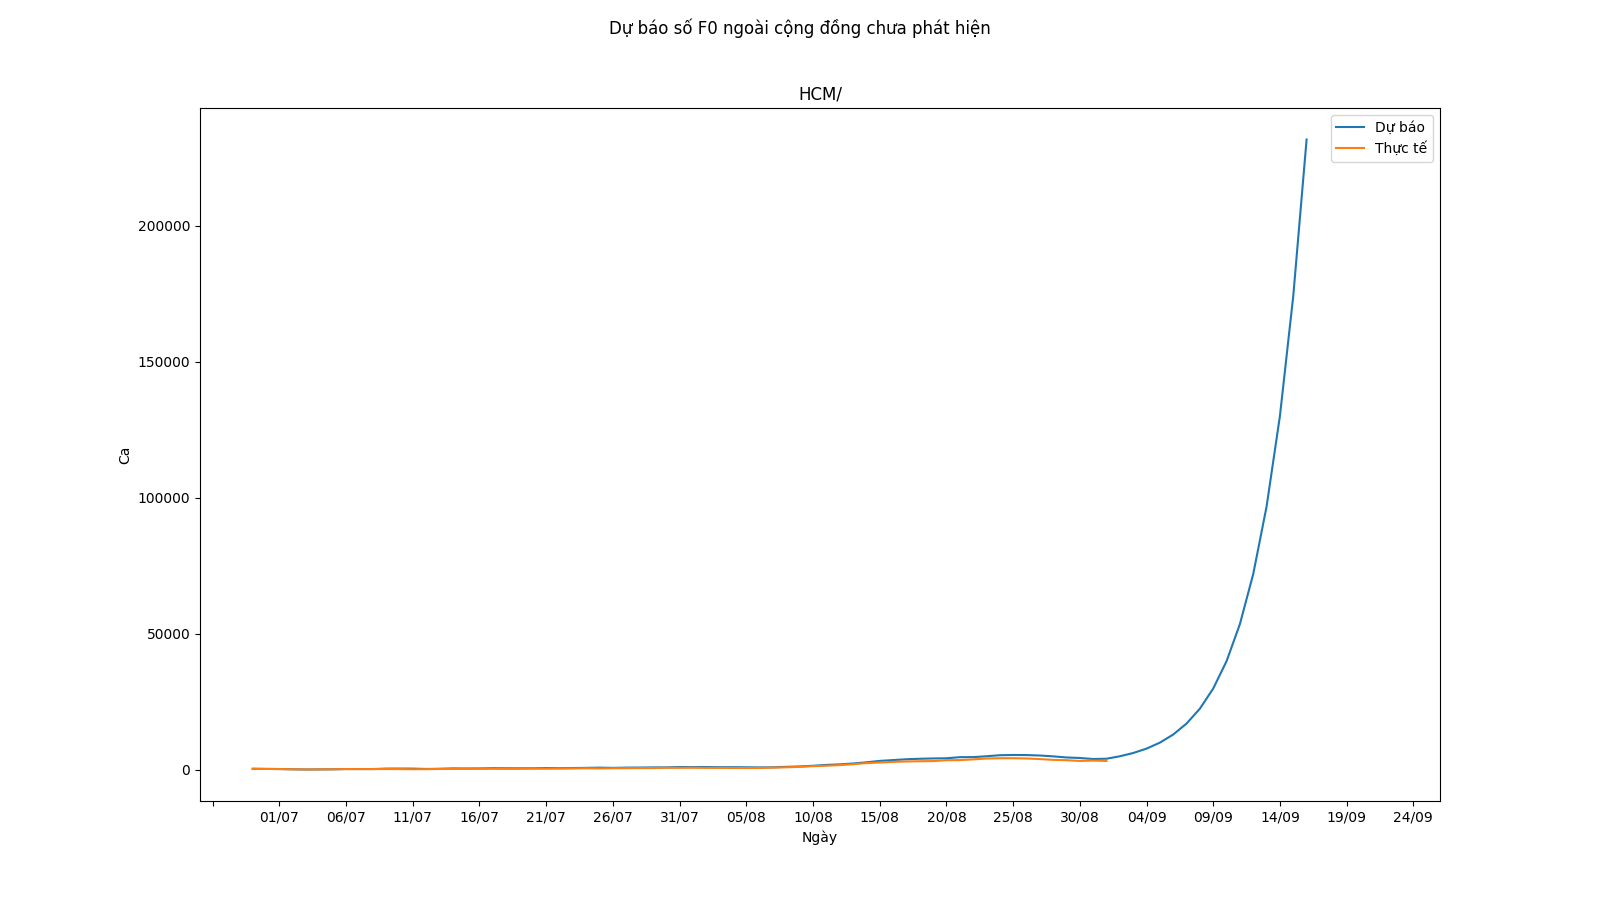 Dự báo số F0 ngoài cộng đồng chưa phát hiện
HCM/
Dự báo
Thực tế
200000
150000
100000
50000
0
Ca
01/07 06/07 11/07 16/07 21/07 26/07 31/07 05/08 10/08 15/08 20/08 25/08 30/08 04/09 09/09 14/09 19/09 24/09
Ngày